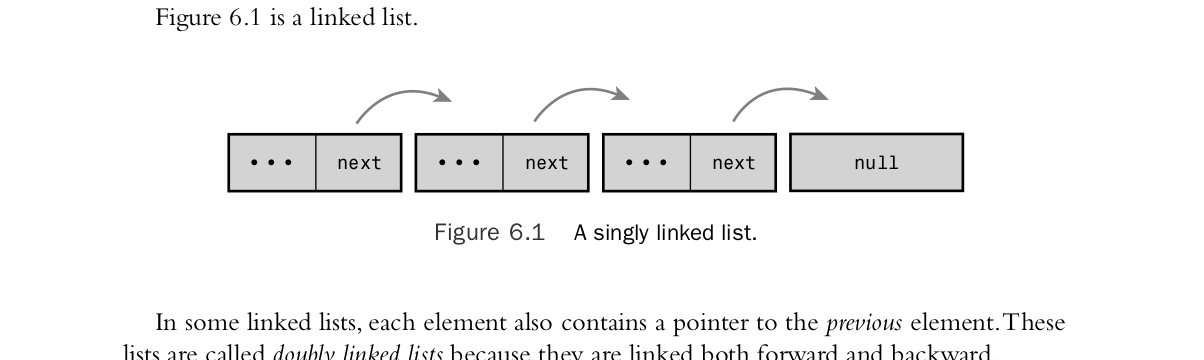 Figure 6.1 is a linked list.
• • • next • • • next • • • next null
Figure 6.1 A singly linked list.
In some linked lists, each element also contains a pointer to the previous element.These
lists are called doubly linked lists because they are linked both forward and backward.